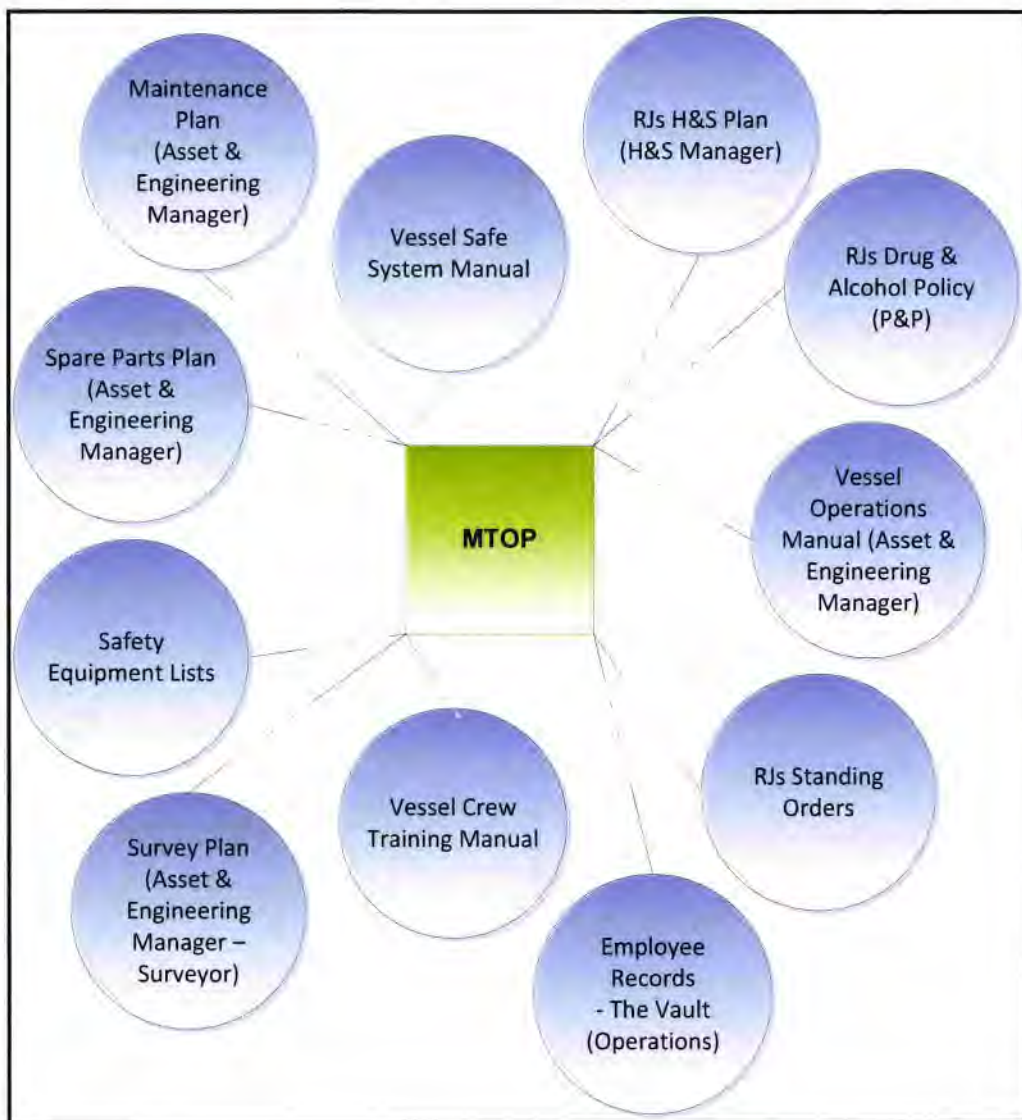 Maintenance
Plan
(Asset &
Engineering
Manager)
RJs H&S Plan
(H&S Manager)
Vessel Safe
System Manual
RJs Drug &
Alcohol Policy
(P&P)
Spare Parts Plan
(Asset &
Engineering
Manager)
MTOP
Vessel
Operations
Manual (Asset &
Engineering
Manager)
Safety
Equipment Lists
RJs Standing
Orders
Vessel Crew
Training Manual
Survey Plan
(Asset &
Engineering
Manager –
Surveyor)
Employee
Records
- The Vault
(Operations)